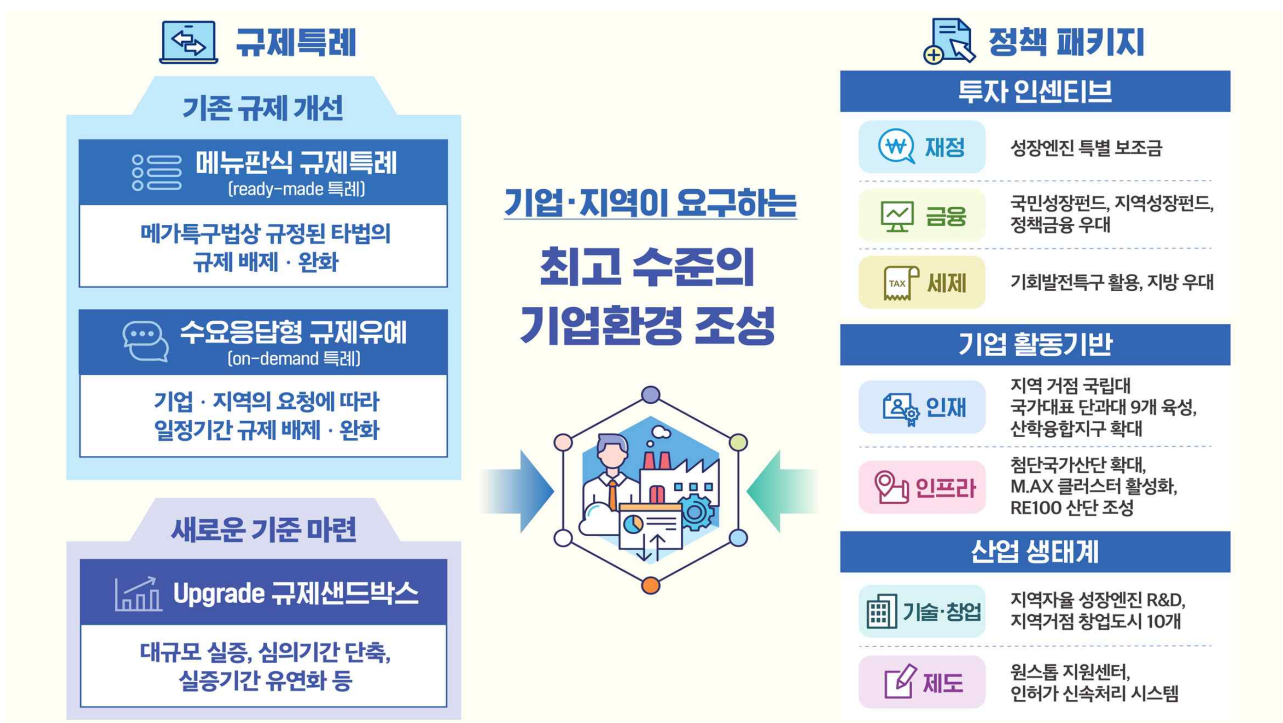 규제특례
기존 규제 개선
메뉴판식 규제특례
(ready-made 특례)
메가특구법상 규정된 타법의
규제 배제 · 완화
수요응답형 규제유예
(on-demand 특례)
기업 · 지역의 요청에 따라
일정기간 규제 배제 · 완화
새로운 기준 마련
Upgrade 규제샌드박스
대규모 실증, 심의기간 단축,
실증기간 유연화 등
기업·지역이 요구하는
최고 수준의
기업환경 조성
정책 패키지
투자 인센티브
재정
성장엔진 특별 보조금
금융
국민성장펀드, 지역성장펀드,
정책금융 우대
TAX
세제
기회발전특구 활용, 지방 우대
기업 활동기반
인재
지역 거점 국립대
국가대표 단과대 9개 육성,
산학융합지구 확대
인프라
첨단국가산단 확대,
M.AX 클러스터 활성화,
RE100 산단 조성
산업 생태계
기술·창업
지역자율 성장엔진 R&D,
지역거점 창업도시 10개
제도
원스톱 지원센터,
인허가 신속처리 시스템